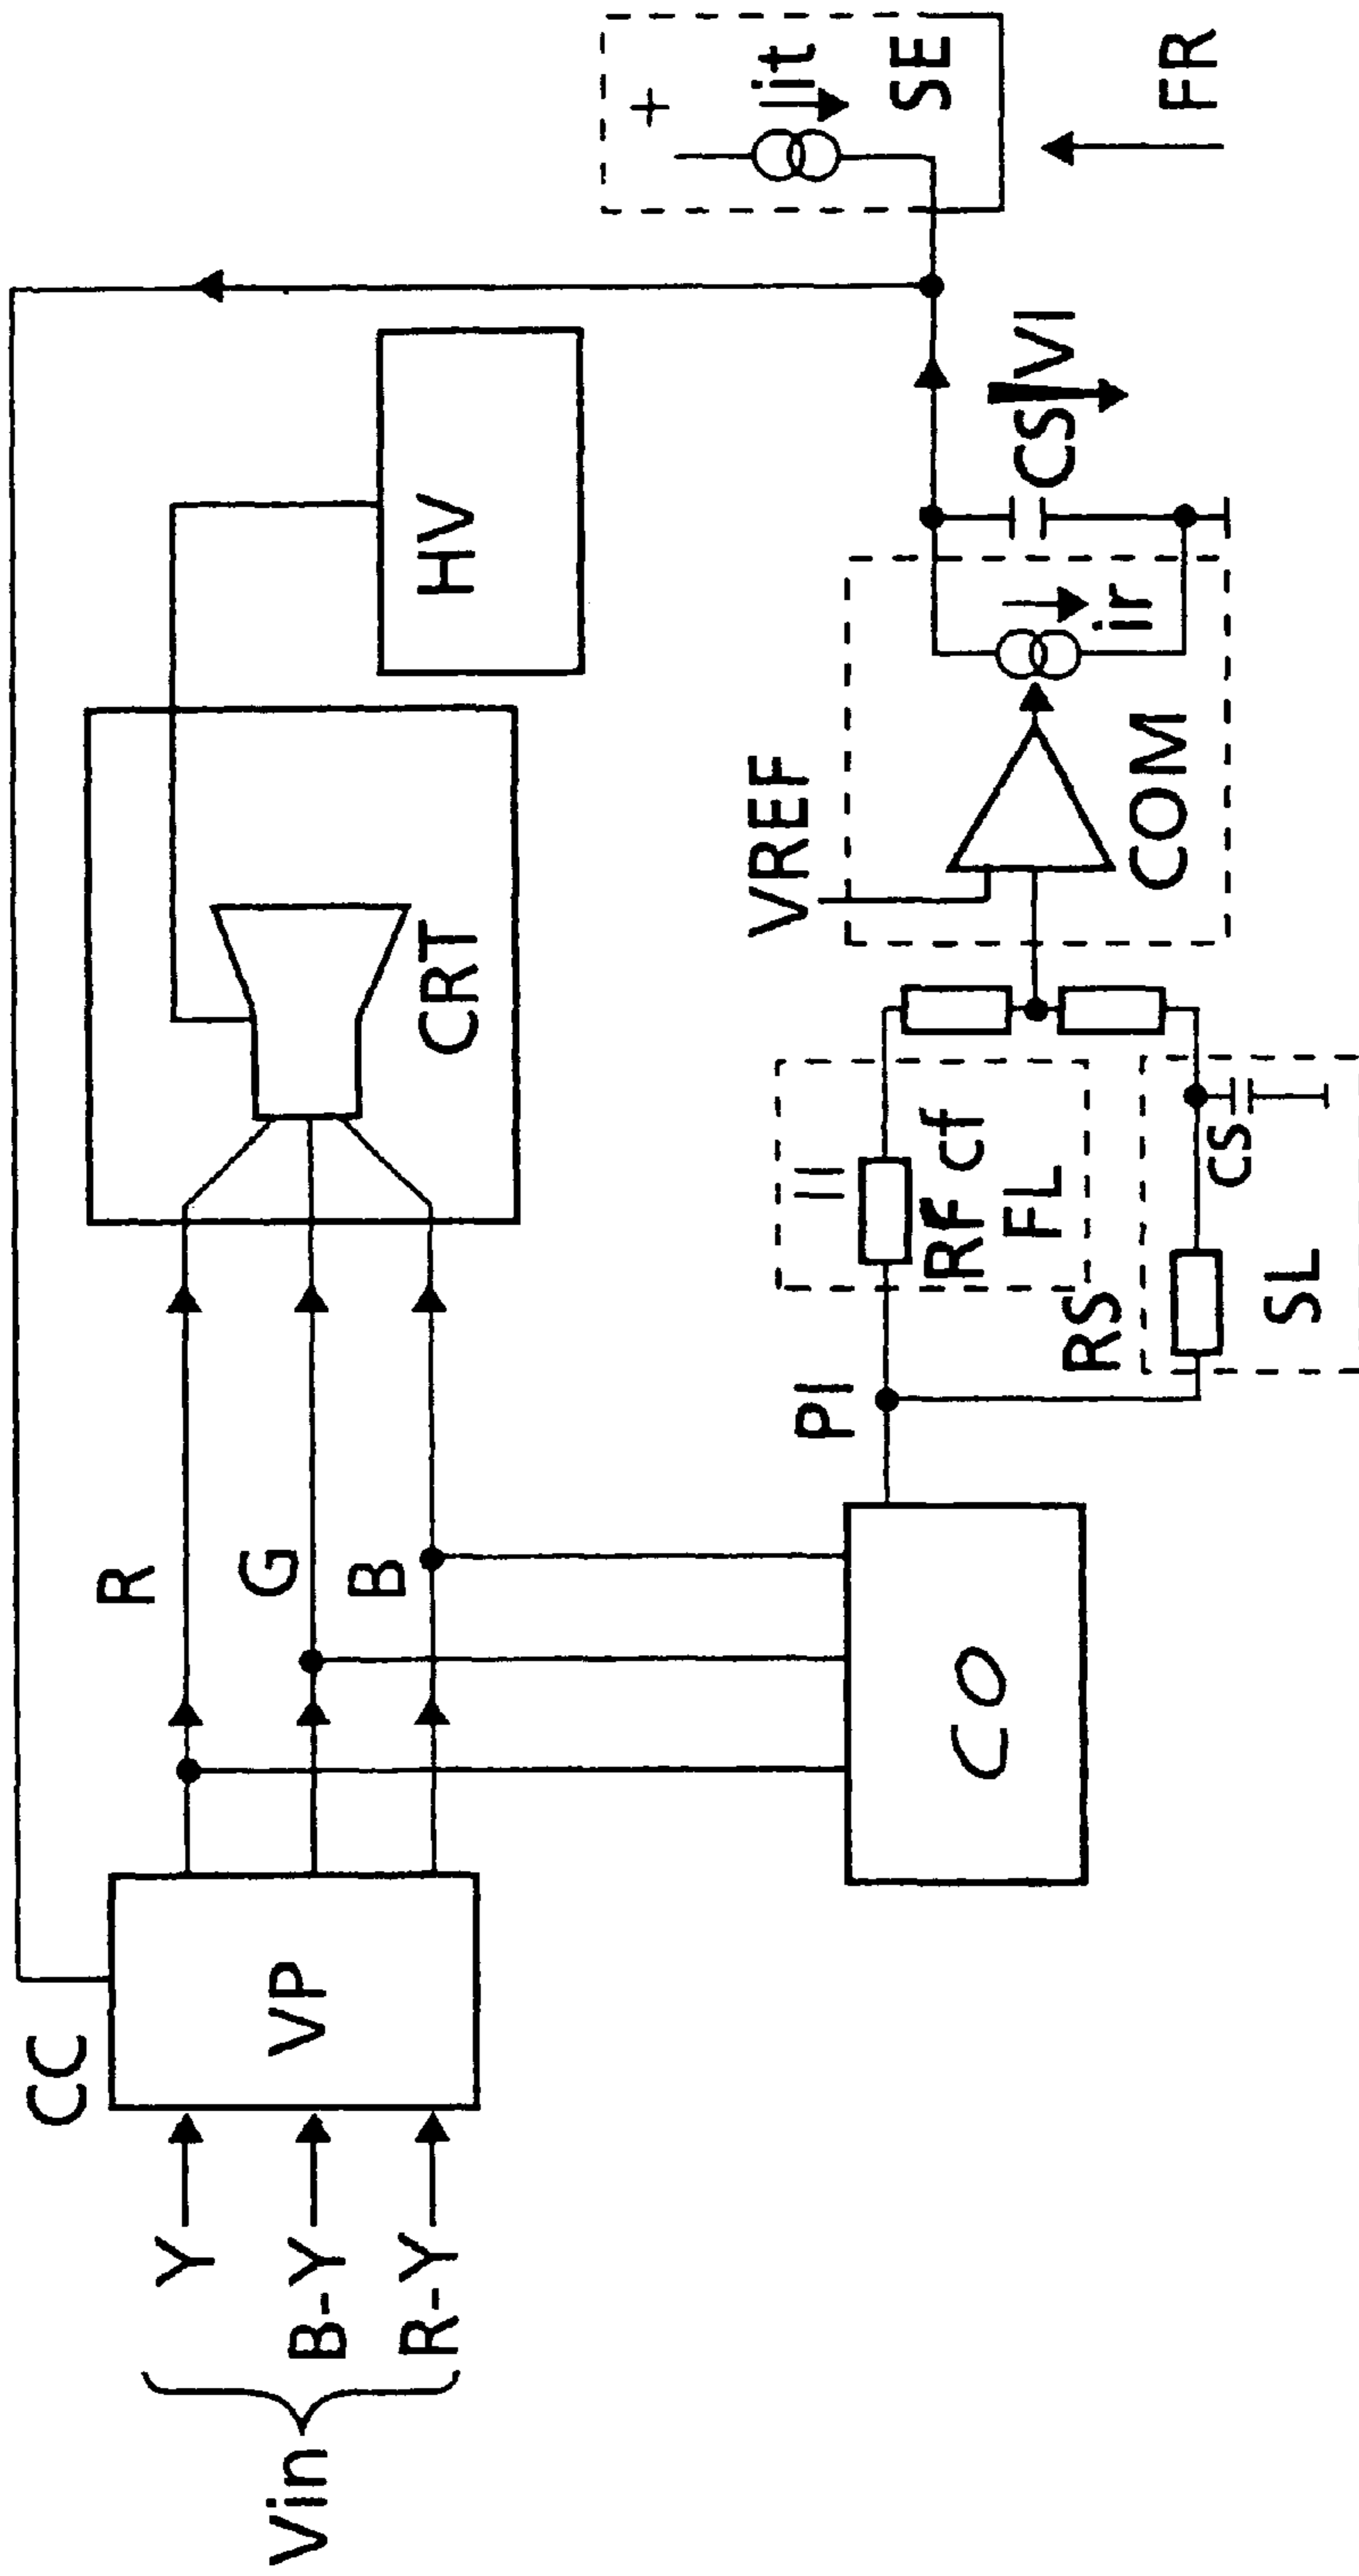 Vin
Y
B-Y
R-Y
CC
VP
R
G
B
CRT
HV
CO
PI
RF
cf
FL
RS
cs
SL
VREF
COM
ir
CS
VI
+
iit
SE
FR